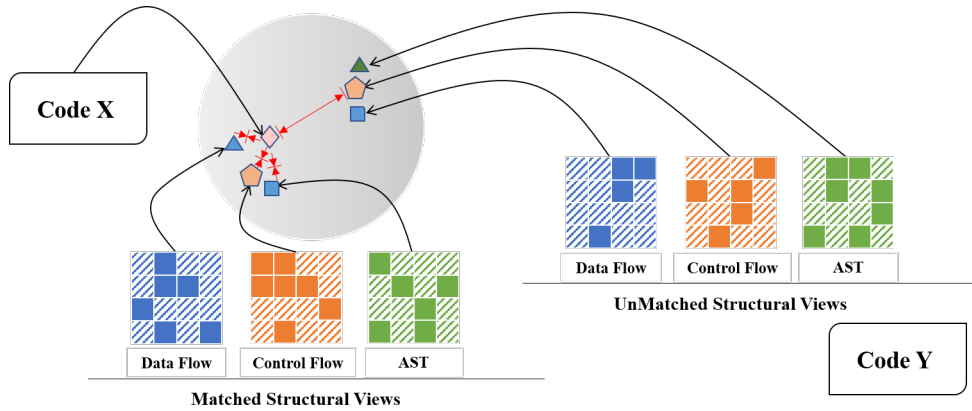 Code X
Data Flow
Control Flow
AST
UnMatched Structural Views
Data Flow
Control Flow
AST
Matched Structural Views
Code Y